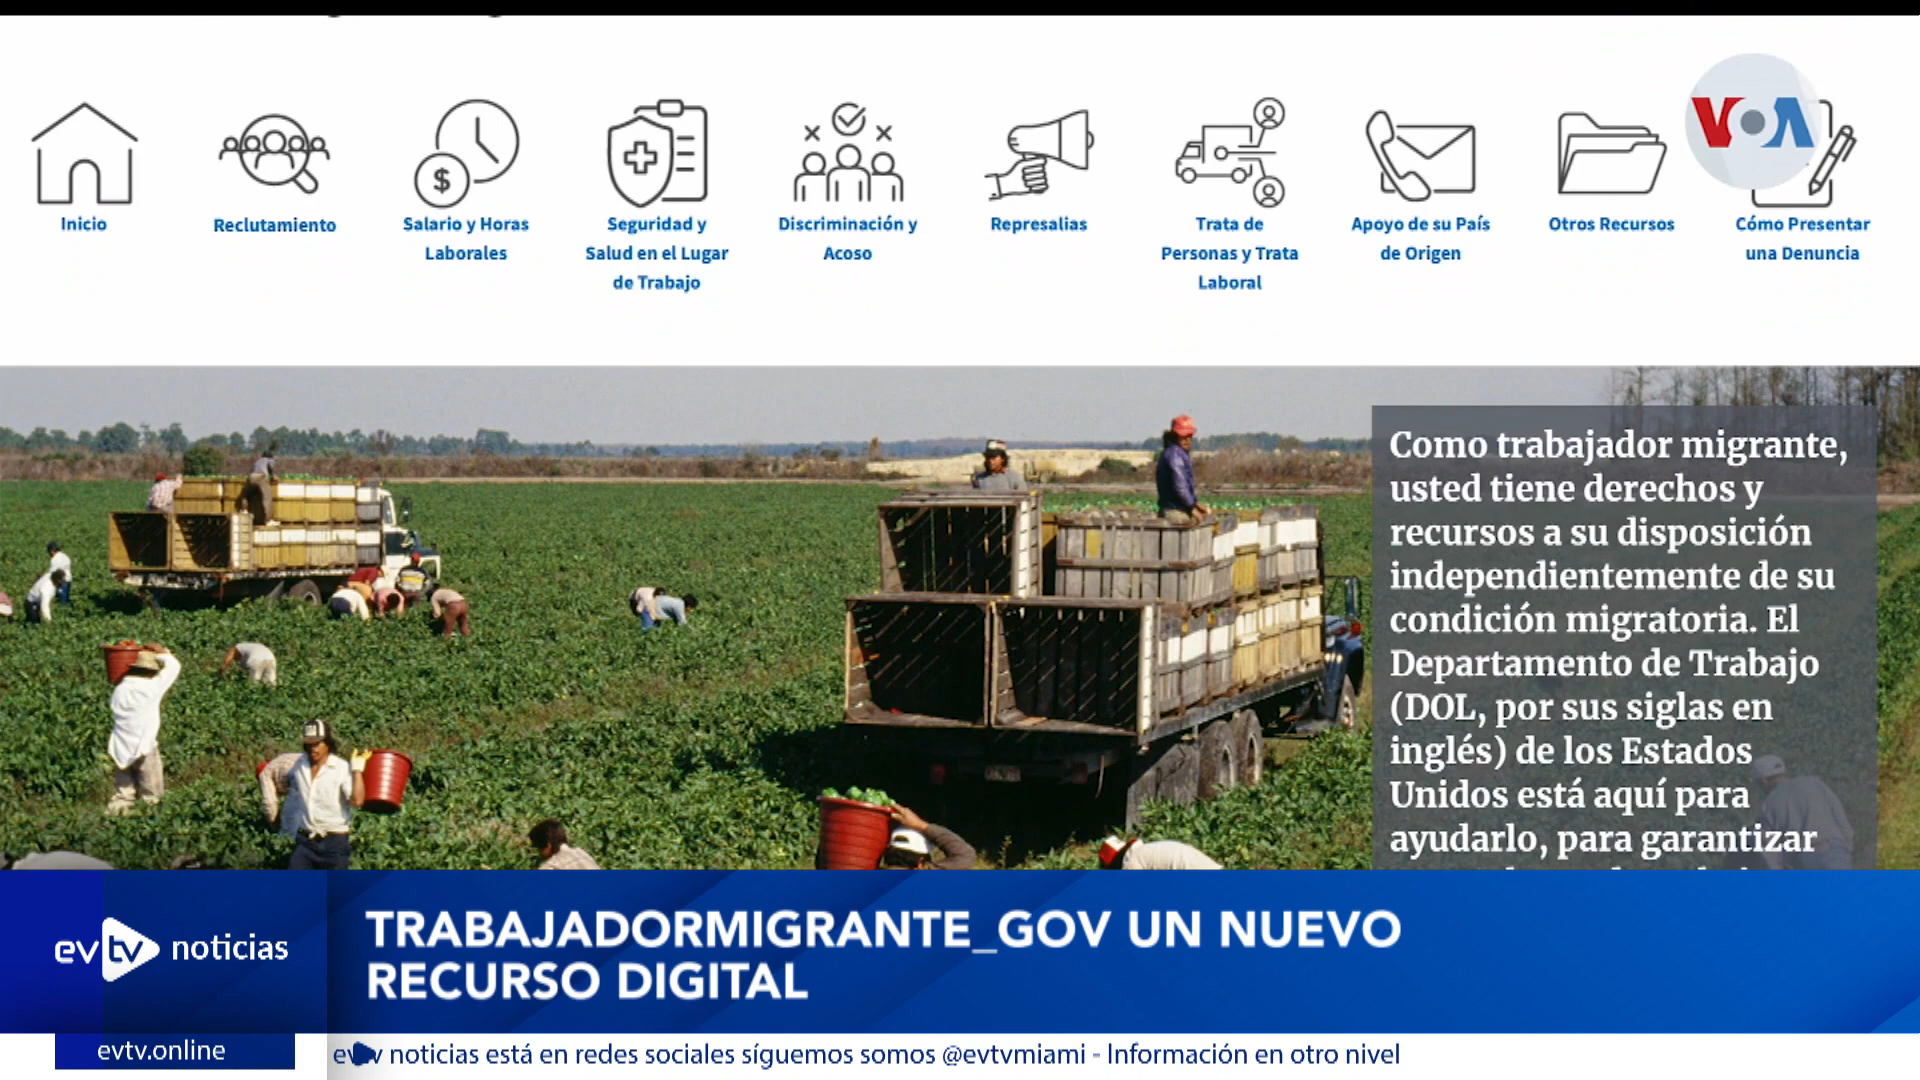 VOA
Inicio
Reclutamiento
Salario y Horas
Laborales
Seguridad y
Salud en el Lugar
de Trabajo
Discriminación y
Acoso
Represalias
Trata de
Personas y Trata
Laboral
Apoyo de su País
de Origen
Otros Recursos
Cómo Presentar
una Denuncia
Como trabajador migrante,
usted tiene derechos y
recursos a su disposición
independientemente de su
condición migratoria. El
Departamento de Trabajo
(DOL, por sus siglas en
inglés) de los Estados
Unidos está aquí para
ayudarlo, para garantizar
evtv noticias
TRABAJADORMIGRANTE_GOV UN NUEVO
RECURSO DIGITAL
evtv.online
noticias está en redes sociales síguemos somos @evtvmiami - Información en otro nivel